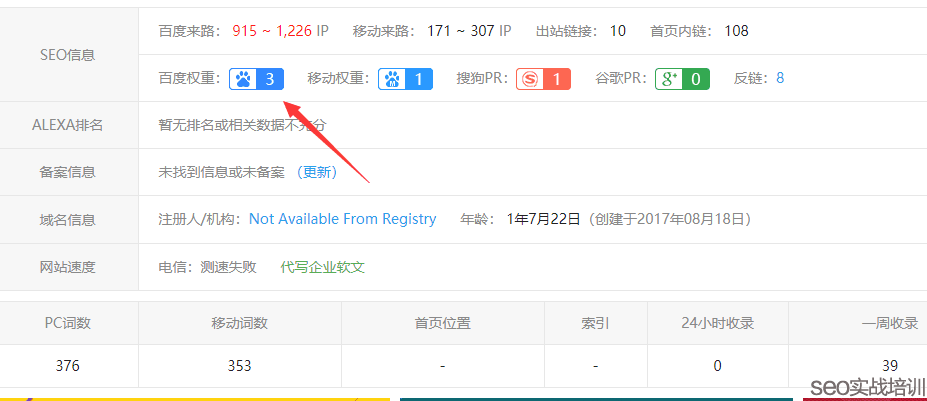 SEO信息
百度来路： 915 ~ 1,226 IP 移动来路： 171 ~ 307 IP 出站链接： 10 首页内链： 108
百度权重： 3 移动权重： 1 搜狗PR： 1 谷歌PR： 0 反链： 8
ALEXA排名 暂无排名或相关数据不充分
备案信息 未找到信息或未备案 （更新）
域名信息 注册人/机构： Not Available From Registry 年龄： 1年7月22日（创建于2017年08月18日）
网站速度 电信：测速失败 代写企业软文
PC词数 移动词数 首页位置 索引 24小时收录 一周收录
376 353 - - 0 39
seo实战培训